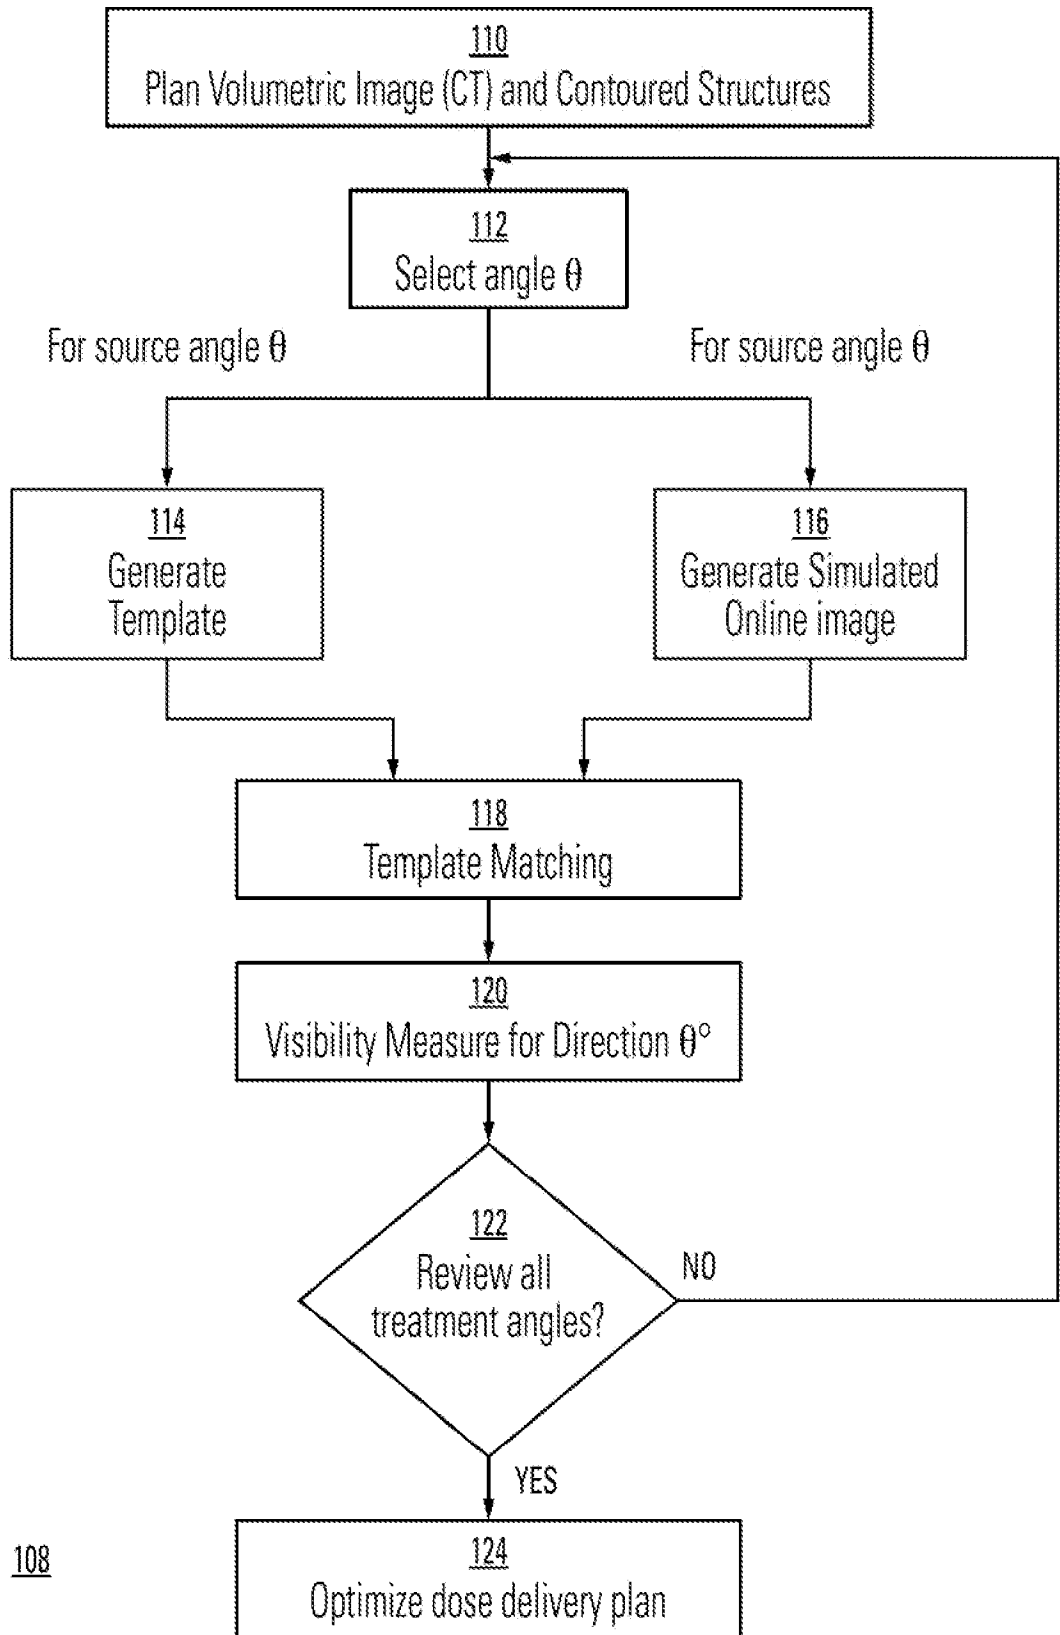 110
Plan Volumetric Image (CT) and Contoured Structures
112
Select angle θ
For source angle θ
For source angle θ
114
Generate
Template
116
Generate Simulated
Online image
118
Template Matching
120
Visibility Measure for Direction θ°
122
Review all
treatment angles?
NO
YES
108
124
Optimize dose delivery plan